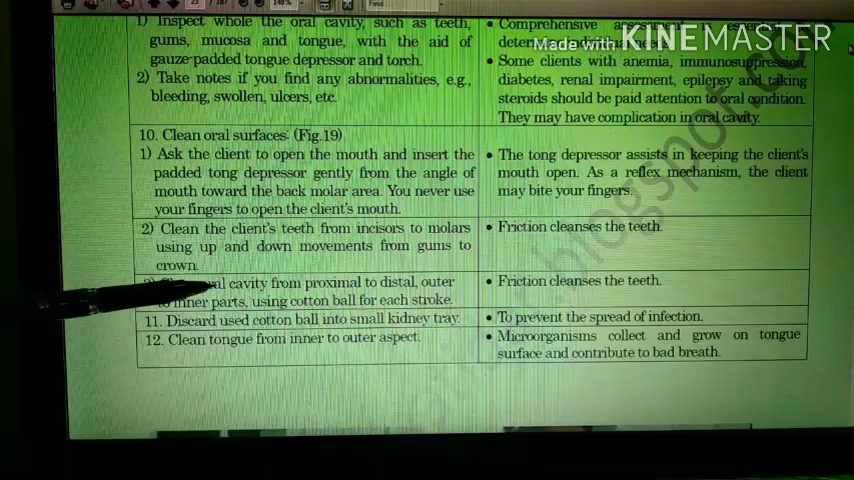 1) Inspect whole the oral cavity, such as teeth,
gums, mucosa and tongue, with the aid of
gauze-padded tongue depressor and torch.
2) Take notes if you find any abnormalities, e.g.,
bleeding, swollen, ulcers, etc.
• Comprehensive
Made with KINEMASTER
• Some clients with anemia, immunosuppression,
diabetes, renal impairment, epilepsy and taking
steroids should be paid attention to oral condition.
They may have complication in oral cavity.
10. Clean oral surfaces: (Fig.19)
1) Ask the client to open the mouth and insert the
padded tong depressor gently from the angle of
mouth toward the back molar area. You never use
your fingers to open the client's mouth.
• The tong depressor assists in keeping the client's
mouth open. As a reflex mechanism, the client
may bite your fingers.
2) Clean the client's teeth from incisors to molars
using up and down movements from gums to
crown.
• Friction cleanses the teeth.
cavity from proximal to distal, outer
to inner parts, using cotton ball for each stroke.
• Friction cleanses the teeth.
11. Discard used cotton ball into small kidney tray.
• To prevent the spread of infection.
12. Clean tongue from inner to outer aspect.
• Microorganisms collect and grow on tongue
surface and contribute to bad breath.